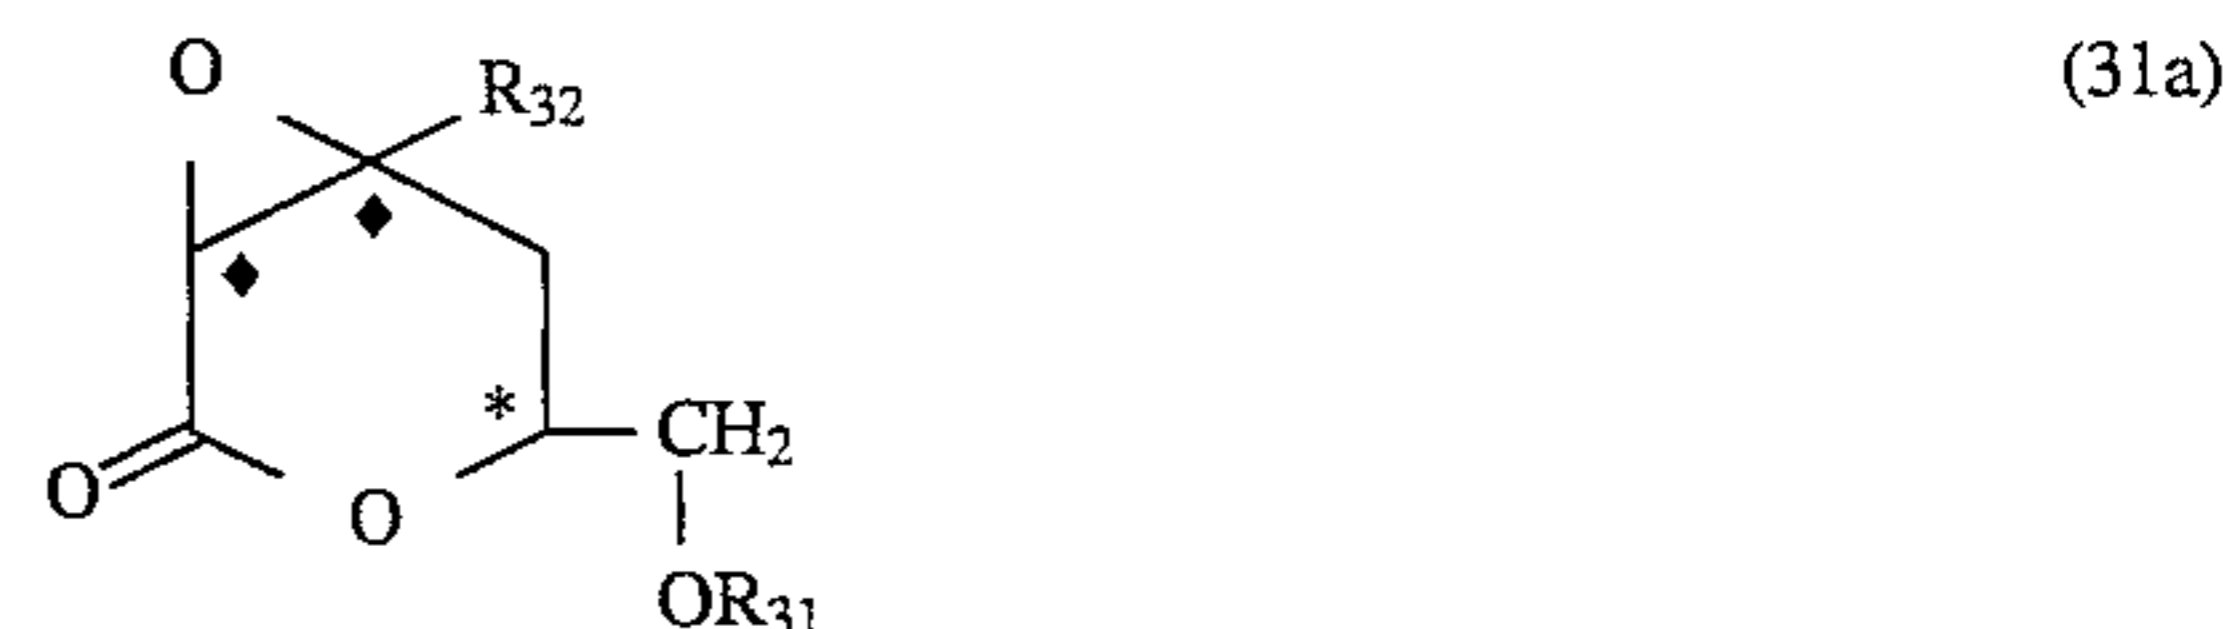 O
R₃₂
(31a)
*
CH₂
O
O
OR₃₁